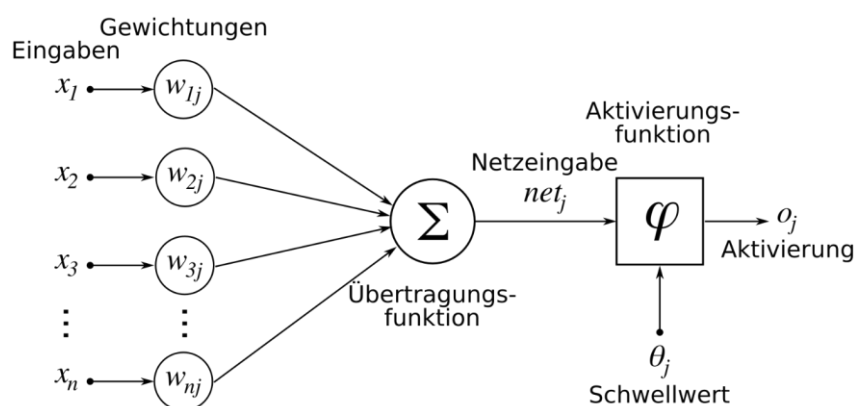 Gewichtungen
Eingaben
x1
w1j
x2
w2j
x3
w3j
xn
wnj
Σ
Übertragungs-
funktion
Netzeingabe
netj
Aktivierungs-
funktion
φ
oj
Aktivierung
θj
Schwellwert